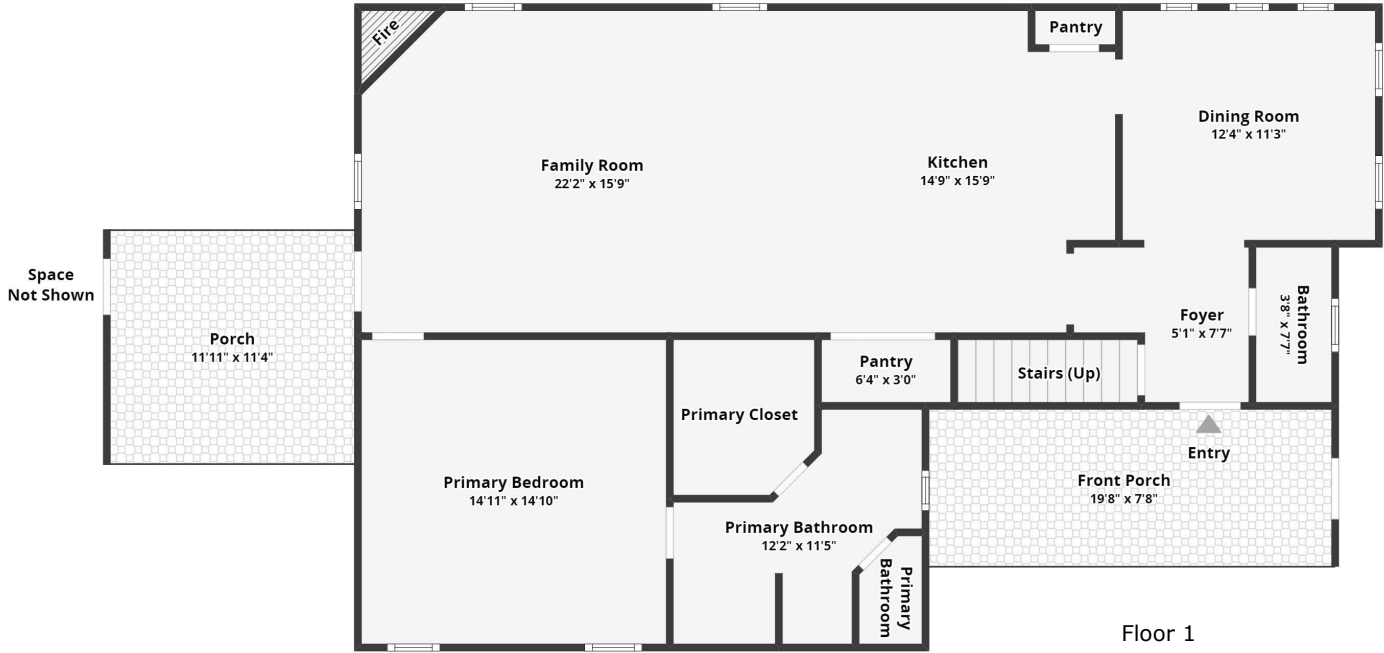 Fire
Pantry
Dining Room
12'4" x 11'3"
Family Room
22'2" x 15'9"
Kitchen
14'9" x 15'9"
Space
Not Shown
Porch
11'11" x 11'4"
Foyer
5'1" x 7'7"
Bathroom
3'8" x 7'7"
Pantry
6'4" x 3'0"
Stairs (Up)
Primary Closet
Entry
Primary Bedroom
14'11" x 14'10"
Front Porch
19'8" x 7'8"
Primary Bathroom
12'2" x 11'5"
Primary
Bathroom
Floor 1